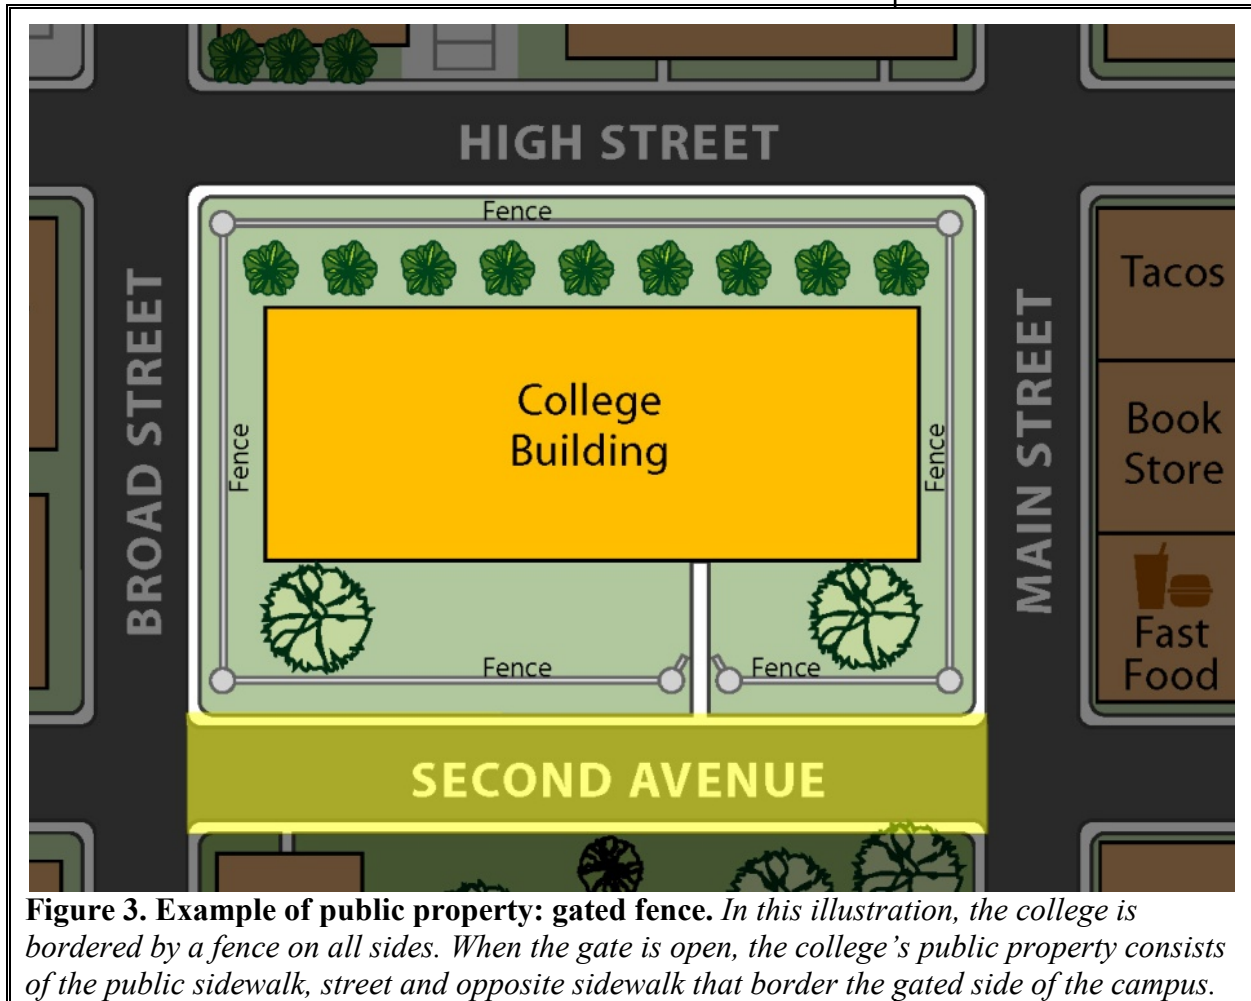 HIGH STREET
Fence
BROAD STREET
Fence
College
Building
Fence
MAIN STREET
Tacos
Book
Store
Fast
Food
Fence
Fence
SECOND AVENUE
Figure 3. Example of public property: gated fence. In this illustration, the college is
bordered by a fence on all sides. When the gate is open, the college’s public property consists
of the public sidewalk, street and opposite sidewalk that border the gated side of the campus.